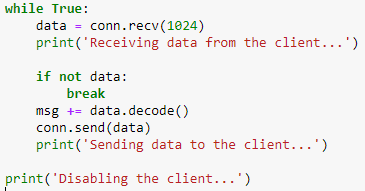 while True:
    data = conn.recv(1024)
    print('Receiving data from the client...')

    if not data:
        break
    msg += data.decode()
    conn.send(data)
    print('Sending data to the client...')

print('Disabling the client...')